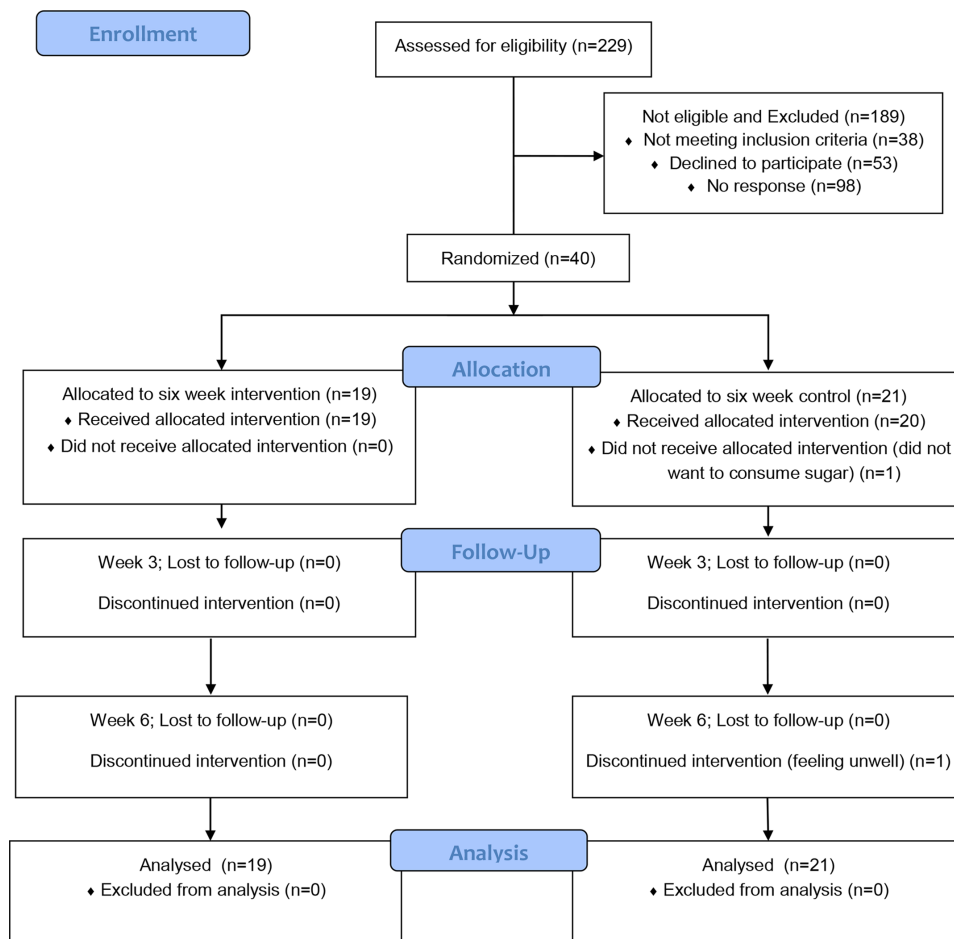 Enrollment
Assessed for eligibility (n=229)
Not eligible and Excluded (n=189)
♦ Not meeting inclusion criteria (n=38)
♦ Declined to participate (n=53)
♦ No response (n=98)
Randomized (n=40)
Allocation
Allocated to six week intervention (n=19)
♦ Received allocated intervention (n=19)
♦ Did not receive allocated intervention (n=0)
Allocated to six week control (n=21)
♦ Received allocated intervention (n=20)
♦ Did not receive allocated intervention (did not
want to consume sugar) (n=1)
Follow-Up
Week 3; Lost to follow-up (n=0)
Discontinued intervention (n=0)
Week 3; Lost to follow-up (n=0)
Discontinued intervention (n=0)
Week 6; Lost to follow-up (n=0)
Discontinued intervention (n=0)
Week 6; Lost to follow-up (n=0)
Discontinued intervention (feeling unwell) (n=1)
Analysis
Analysed (n=19)
♦ Excluded from analysis (n=0)
Analysed (n=21)
♦ Excluded from analysis (n=0)